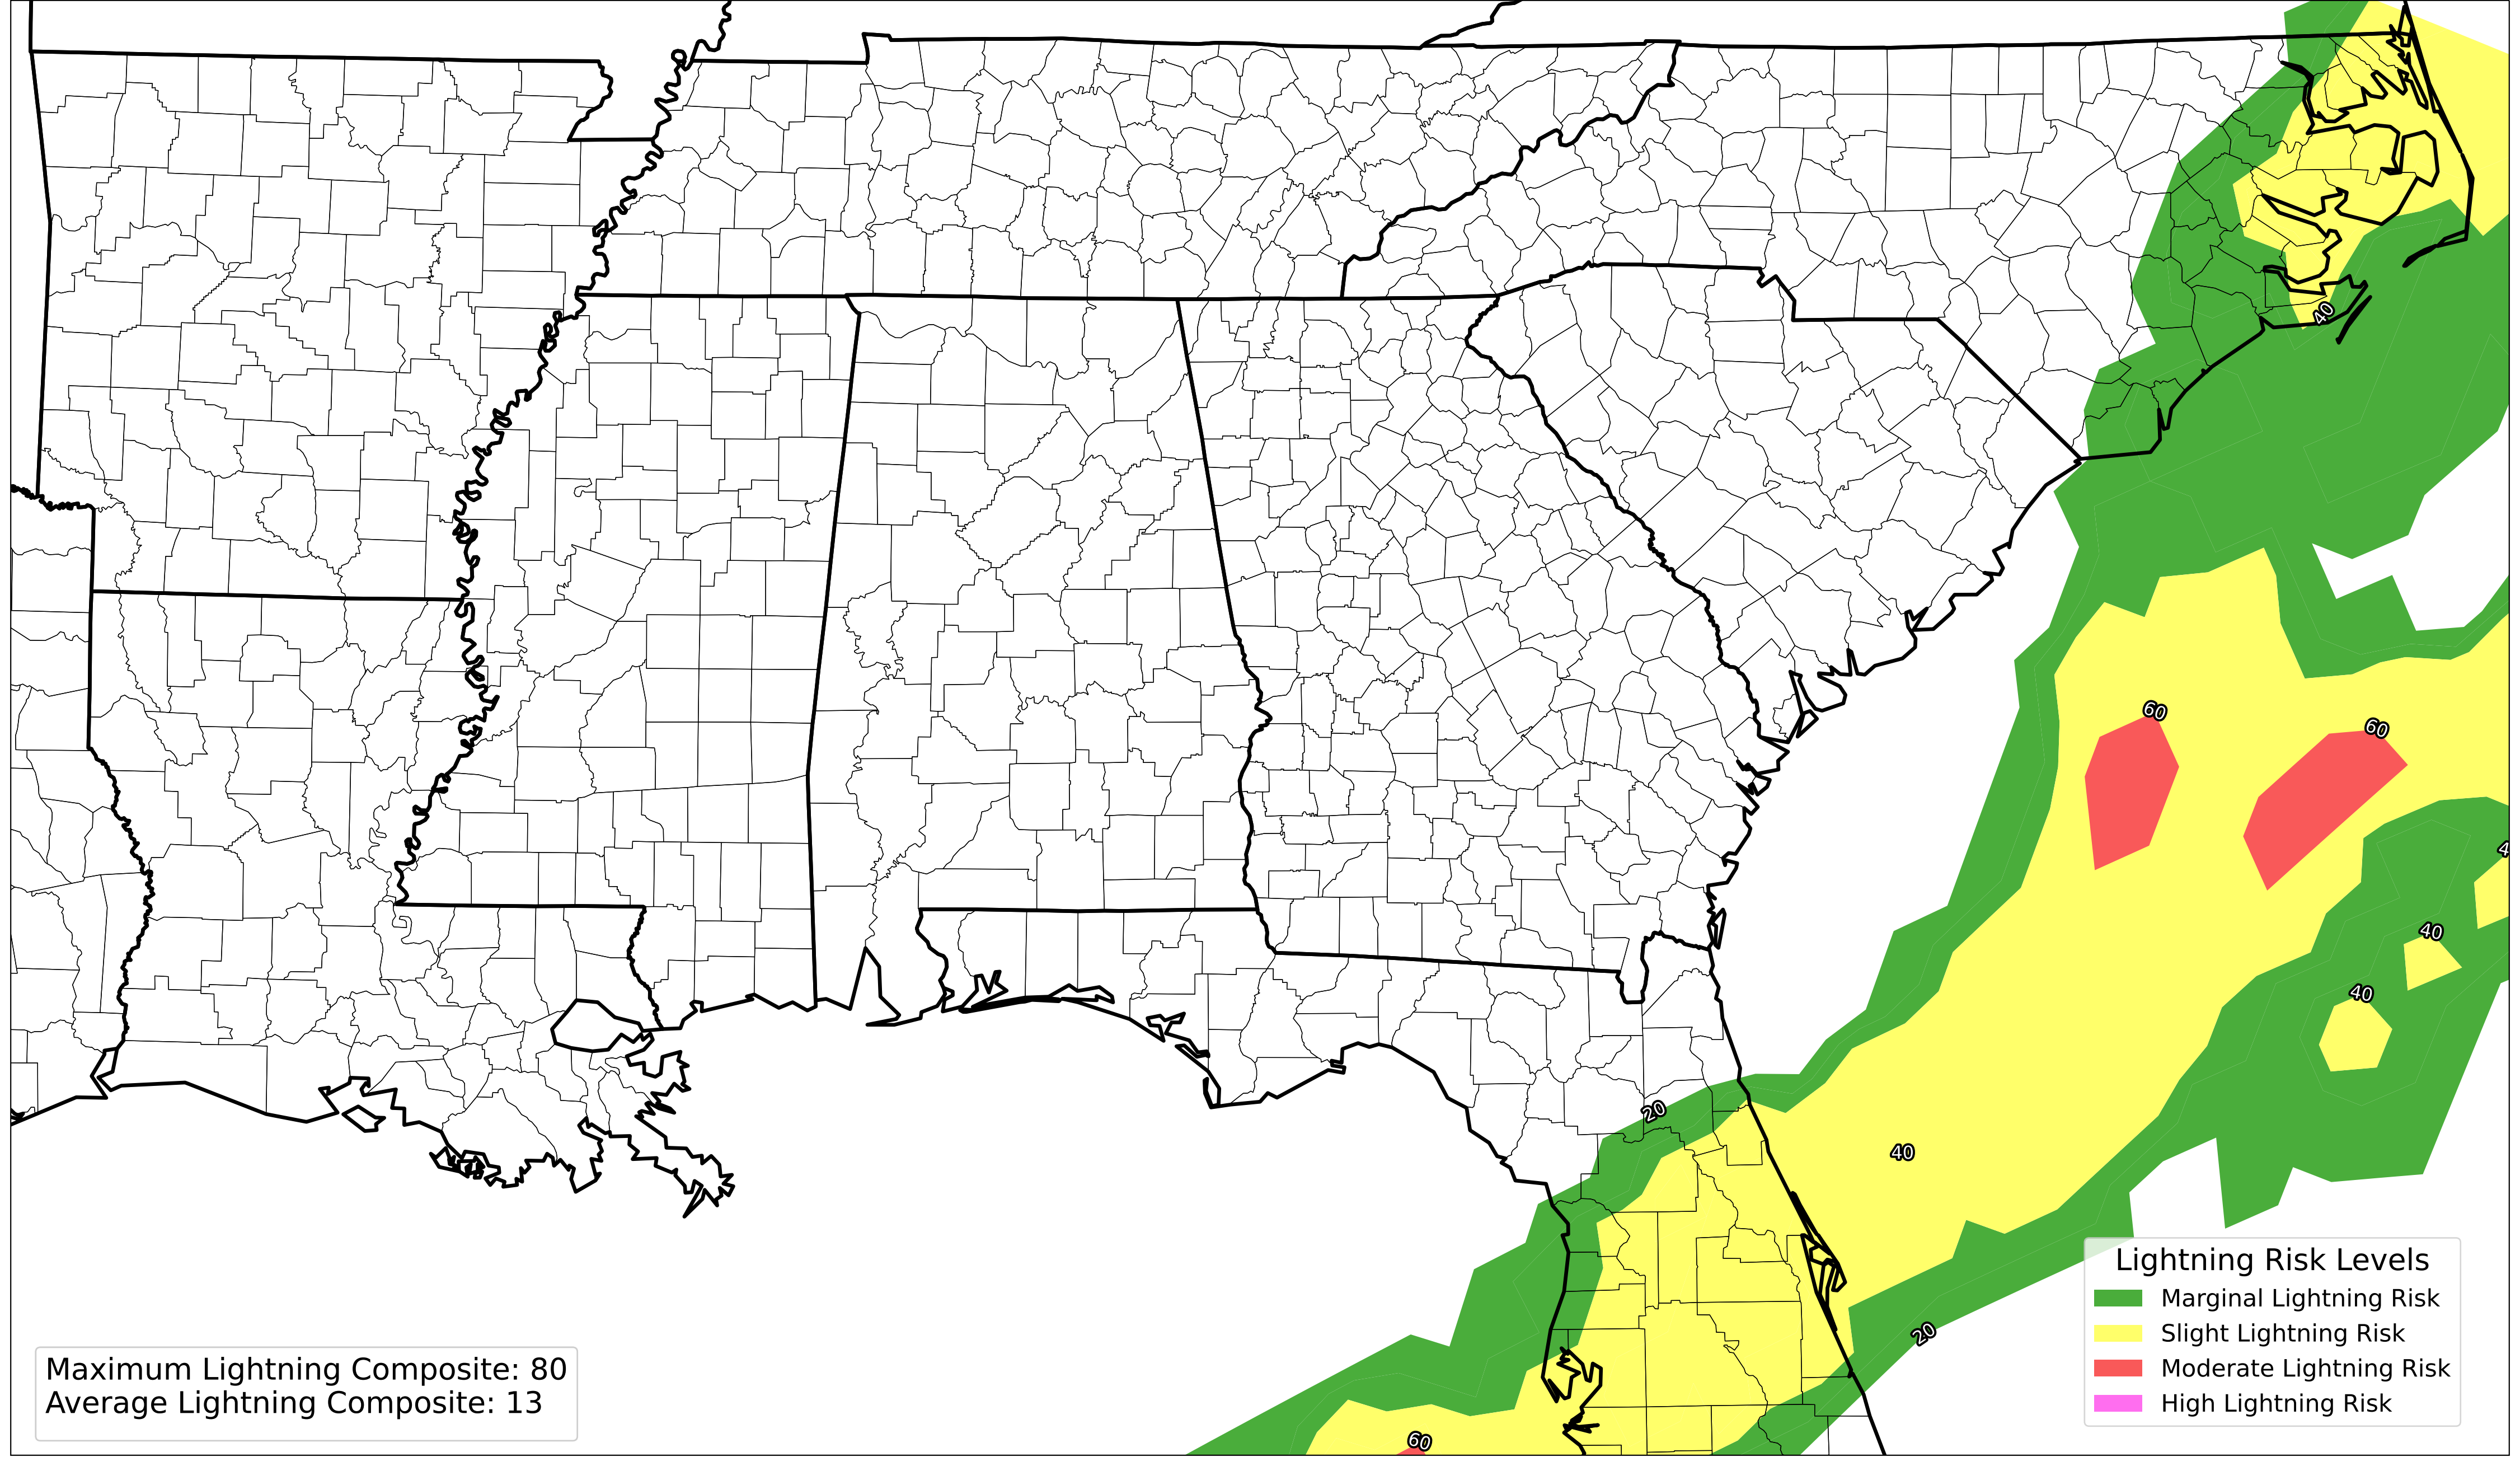 40
60
60
4
40
40
20
40
20
60
Lightning Risk Levels
Marginal Lightning Risk
Slight Lightning Risk
Moderate Lightning Risk
High Lightning Risk
Maximum Lightning Composite: 80
Average Lightning Composite: 13